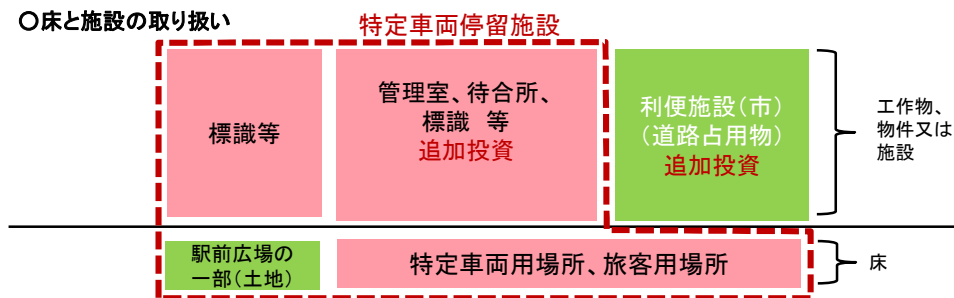 〇床と施設の取り扱い
特定車両停留施設
標識等
管理室、待合所、
標識 等
追加投資
利便施設(市)
(道路占用物)
追加投資
工作物、
物件又は
施設
駅前広場の
一部(土地)
特定車両用場所、旅客用場所
床